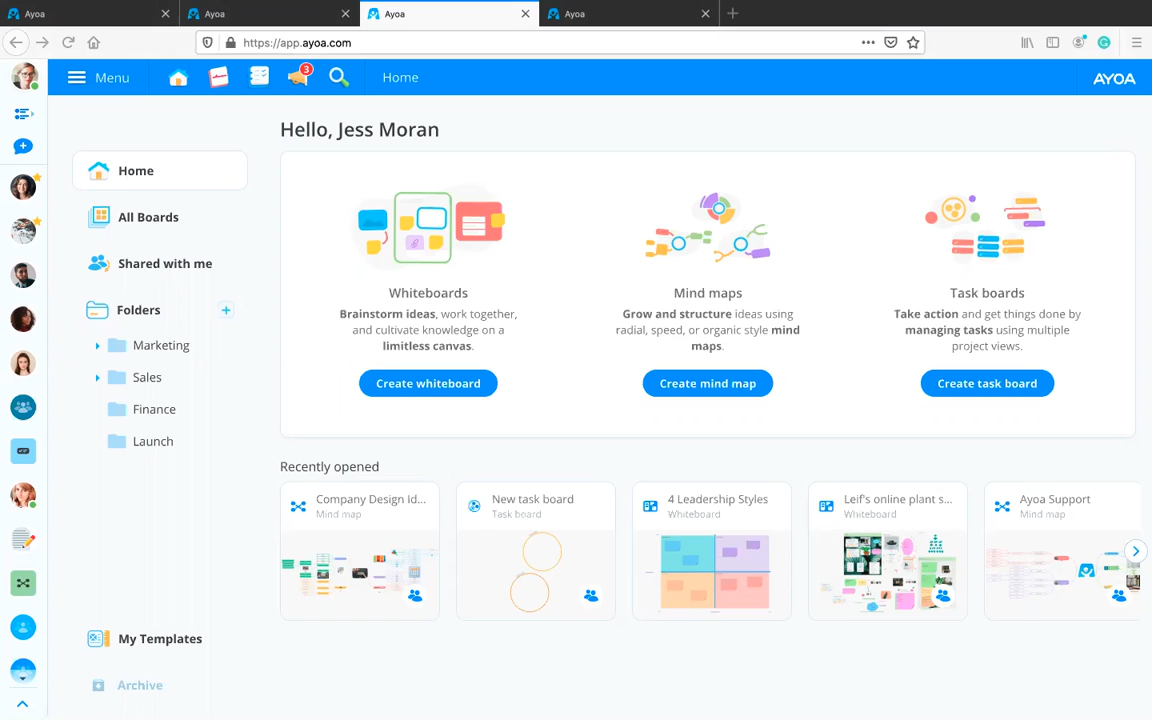 Ayoa
Ayoa
Ayoa
Ayoa
https://app.ayoa.com
Menu
3
Home
AYOA
Hello, Jess Moran
Home
All Boards
Shared with me
Folders
Marketing
Sales
Finance
Launch
My Templates
Archive
Whiteboards
Brainstorm ideas, work together,
and cultivate knowledge on a
limitless canvas.
Create whiteboard
Mind maps
Grow and structure ideas using
radial, speed, or organic style mind
maps.
Create mind map
Task boards
Take action and get things done by
managing tasks using multiple
project views.
Create task board
Recently opened
Company Design Id...
Mind map
New task board
Task board
4 Leadership Styles
Whiteboard
Leif's online plant s...
Whiteboard
Ayoa Support
Mind map